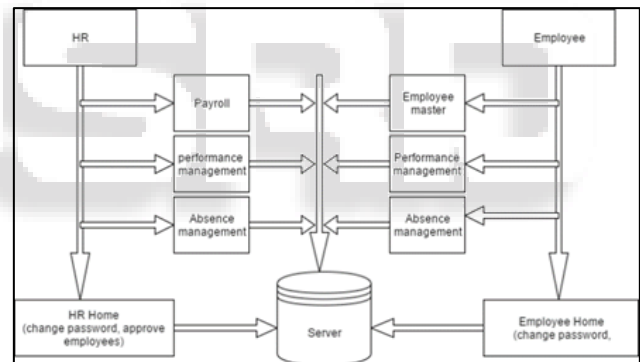 HR
Employee
Payroll
Employee
master
performance
management
Performance
management
Absence
management
Absence
management
HR Home
(change password, approve
employees)
Server
Employee Home
(change password,